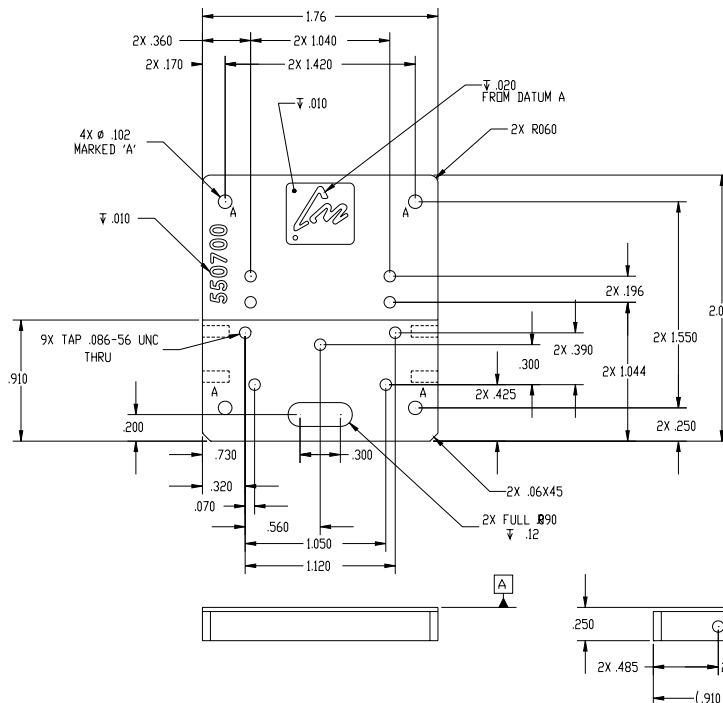 1.76
2X .360
2X 1.040
2X .170
2X 1.420
↧ .020
FROM DATUM A
↧ .010
4X ø .102
MARKED 'A'
2X R060
A
A
↧ .010
550700
2X .196
9X TAP .086-56 UNC
THRU
2X 1.550
2X .390
.300
2X 1.044
.910
A
2X .425
.200
2X .250
.730
.300
.320
2X .06X45
.070
.560
2X FULL
↧ .12
1.050
1.120
A
.250
2X .485
(.910